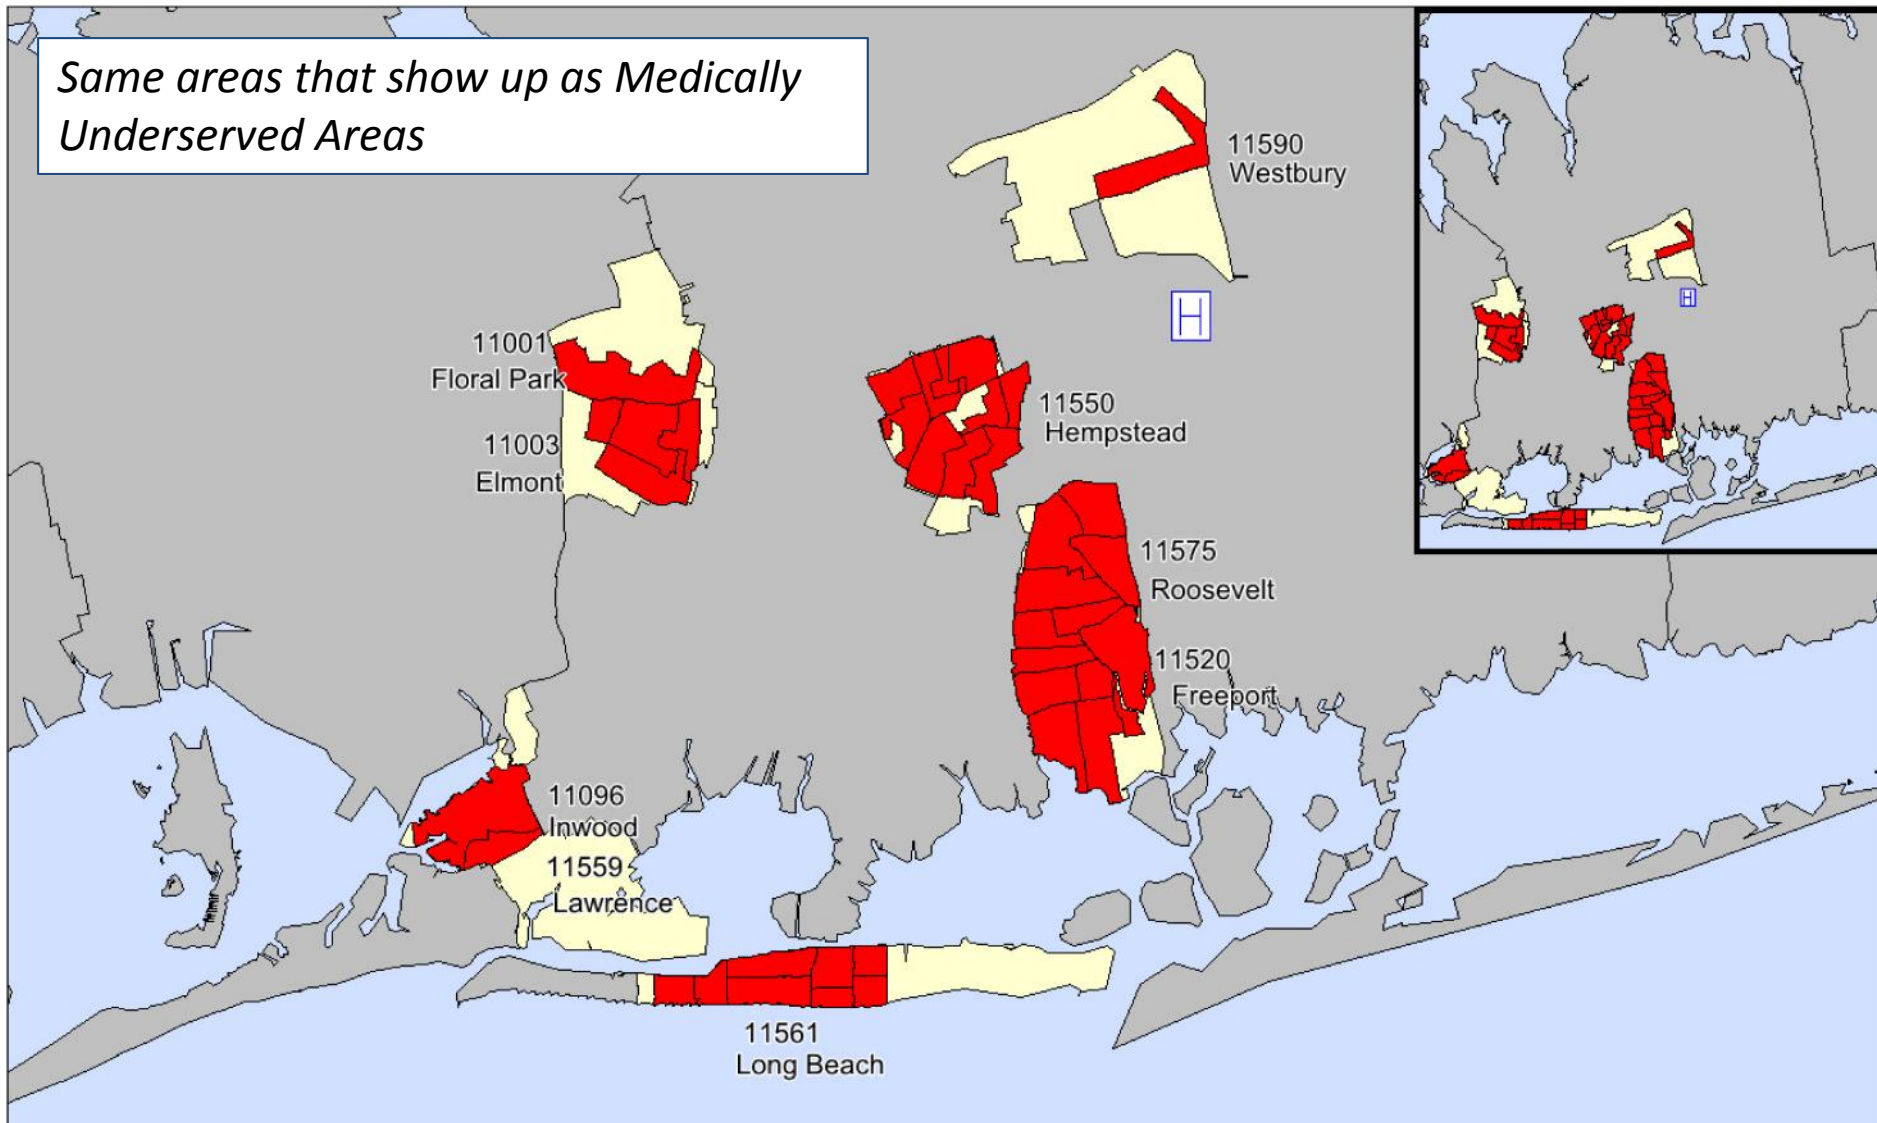 Same areas that show up as Medically
Underserved Areas
11590
Westbury
H
H
11001
Floral Park
11003
Elmont
11550
Hempstead
11575
Roosevelt
11520
Freeport
11096
Inwood
11559
Lawrence
11561
Long Beach